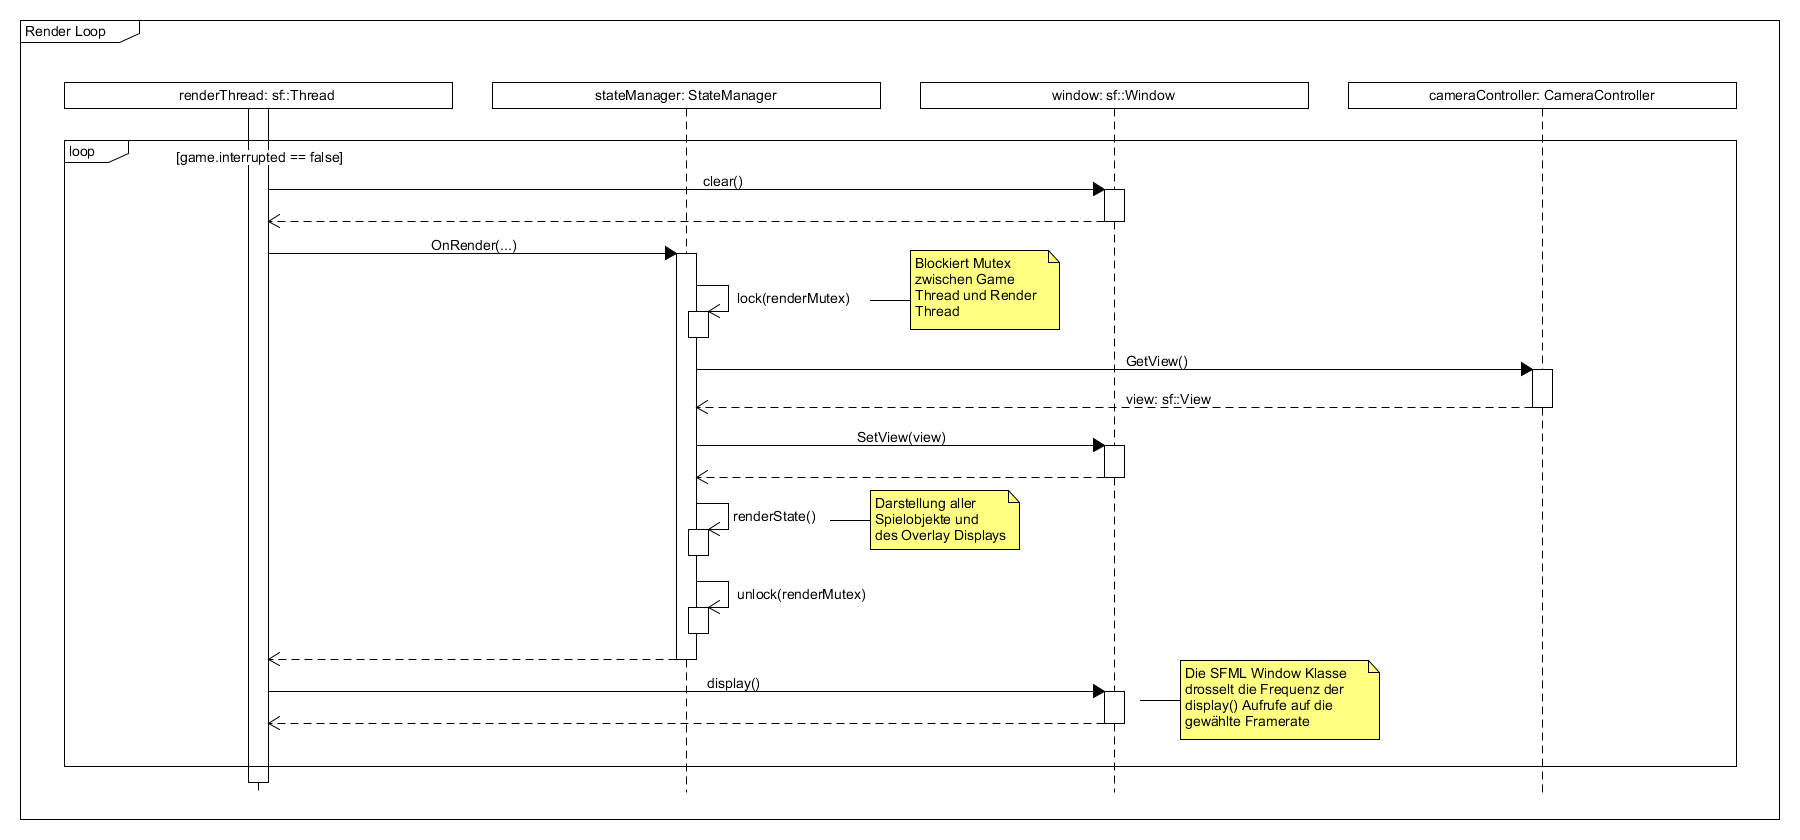 Render Loop
renderThread: sf::Thread
stateManager: StateManager
window: sf::Window
cameraController: CameraController
loop
[game.interrupted == false]
clear()
OnRender(...)
Blockiert Mutex
zwischen Game
Thread und Render
Thread
lock(renderMutex)
GetView()
view: sf::View
SetView(view)
Darstellung aller
Spielobjekte und
des Overlay Displays
renderState()
unlock(renderMutex)
display()
Die SFML Window Klasse
drosselt die Frequenz der
display() Aufrufe auf die
gewählte Framerate